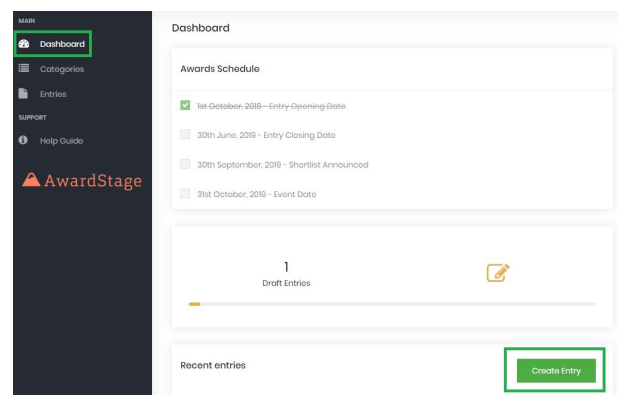 MAIN
Dashboard
Categories
Entries
SUPPORT
Help Guide
AwardStage
Dashboard
Awards Schedule
1st October, 2018 - Entry Opening Date
30th June, 2019 - Entry Closing Date
30th September, 2019 - Shortlist Announced
31st October, 2019 - Event Date
1
Draft Entries
Recent entries
Create Entry